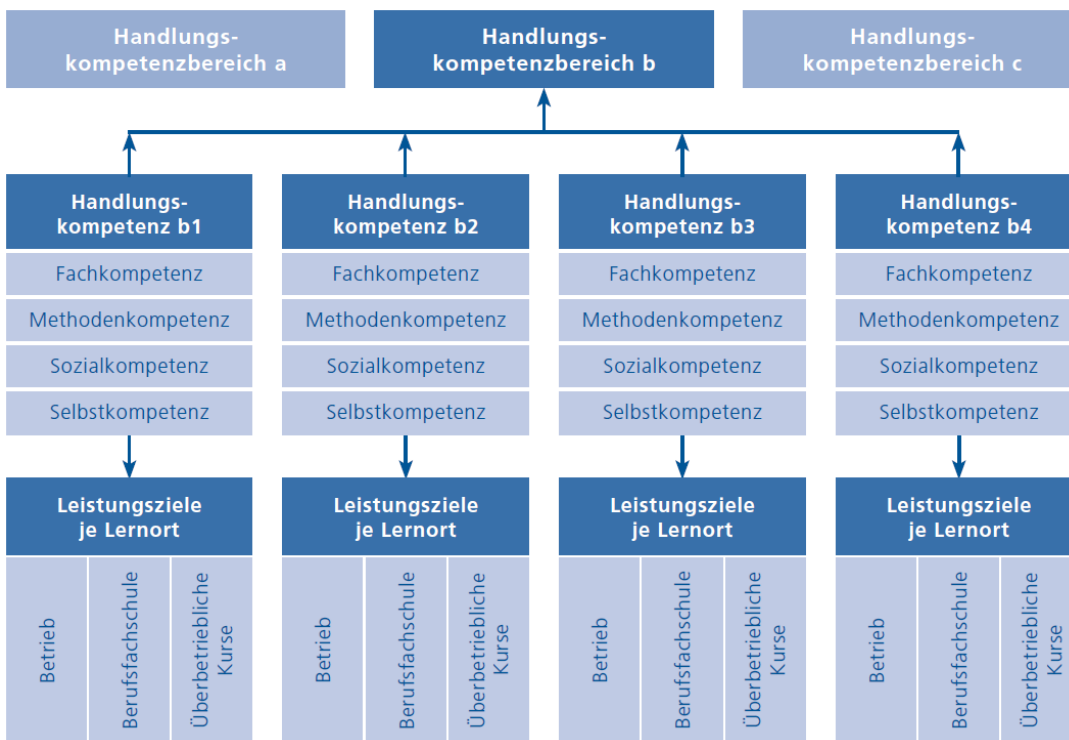 Handlungs-
kompetenzbereich a
Handlungs-
kompetenzbereich b
Handlungs-
kompetenzbereich c
Handlungs-
kompetenz b1
Fachkompetenz
Methodenkompetenz
Sozialkompetenz
Selbstkompetenz
Leistungsziele
je Lernort
Betrieb
Berufsfachschule
Überbetriebliche
Kurse
Handlungs-
kompetenz b2
Fachkompetenz
Methodenkompetenz
Sozialkompetenz
Selbstkompetenz
Leistungsziele
je Lernort
Betrieb
Berufsfachschule
Überbetriebliche
Kurse
Handlungs-
kompetenz b3
Fachkompetenz
Methodenkompetenz
Sozialkompetenz
Selbstkompetenz
Leistungsziele
je Lernort
Betrieb
Berufsfachschule
Überbetriebliche
Kurse
Handlungs-
kompetenz b4
Fachkompetenz
Methodenkompetenz
Sozialkompetenz
Selbstkompetenz
Leistungsziele
je Lernort
Betrieb
Berufsfachschule
Überbetriebliche
Kurse